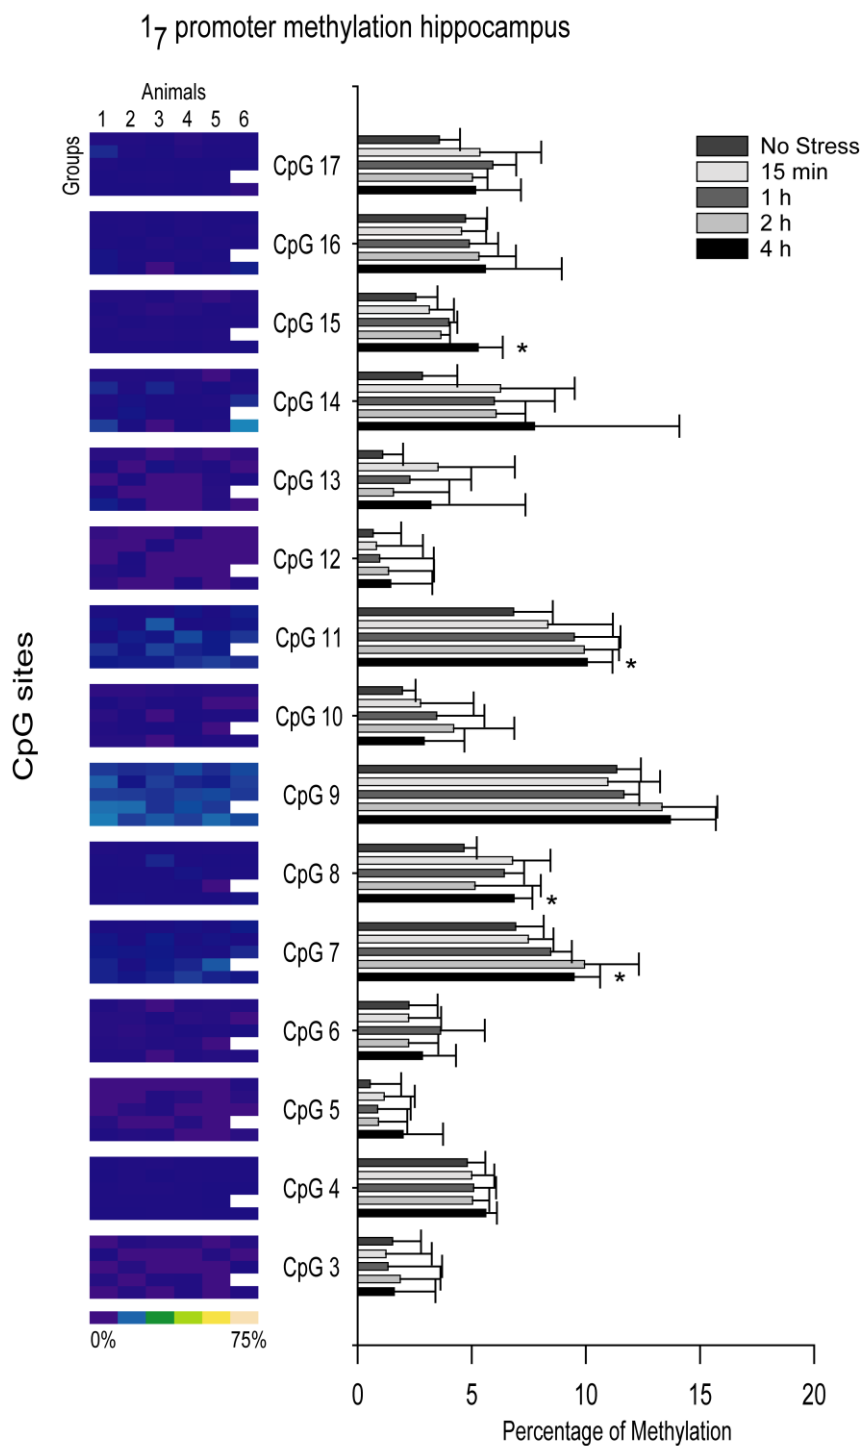 1₇ promoter methylation hippocampus
Animals
1 2 3 4 5 6
Groups
CpG sites
CpG 17
CpG 16
CpG 15
*
CpG 14
CpG 13
CpG 12
CpG 11
*
CpG 10
CpG 9
CpG 8
*
CpG 7
*
CpG 6
CpG 5
CpG 4
CpG 3
0% 75%
No Stress
15 min
1 h
2 h
4 h
0 5 10 15 20
Percentage of Methylation